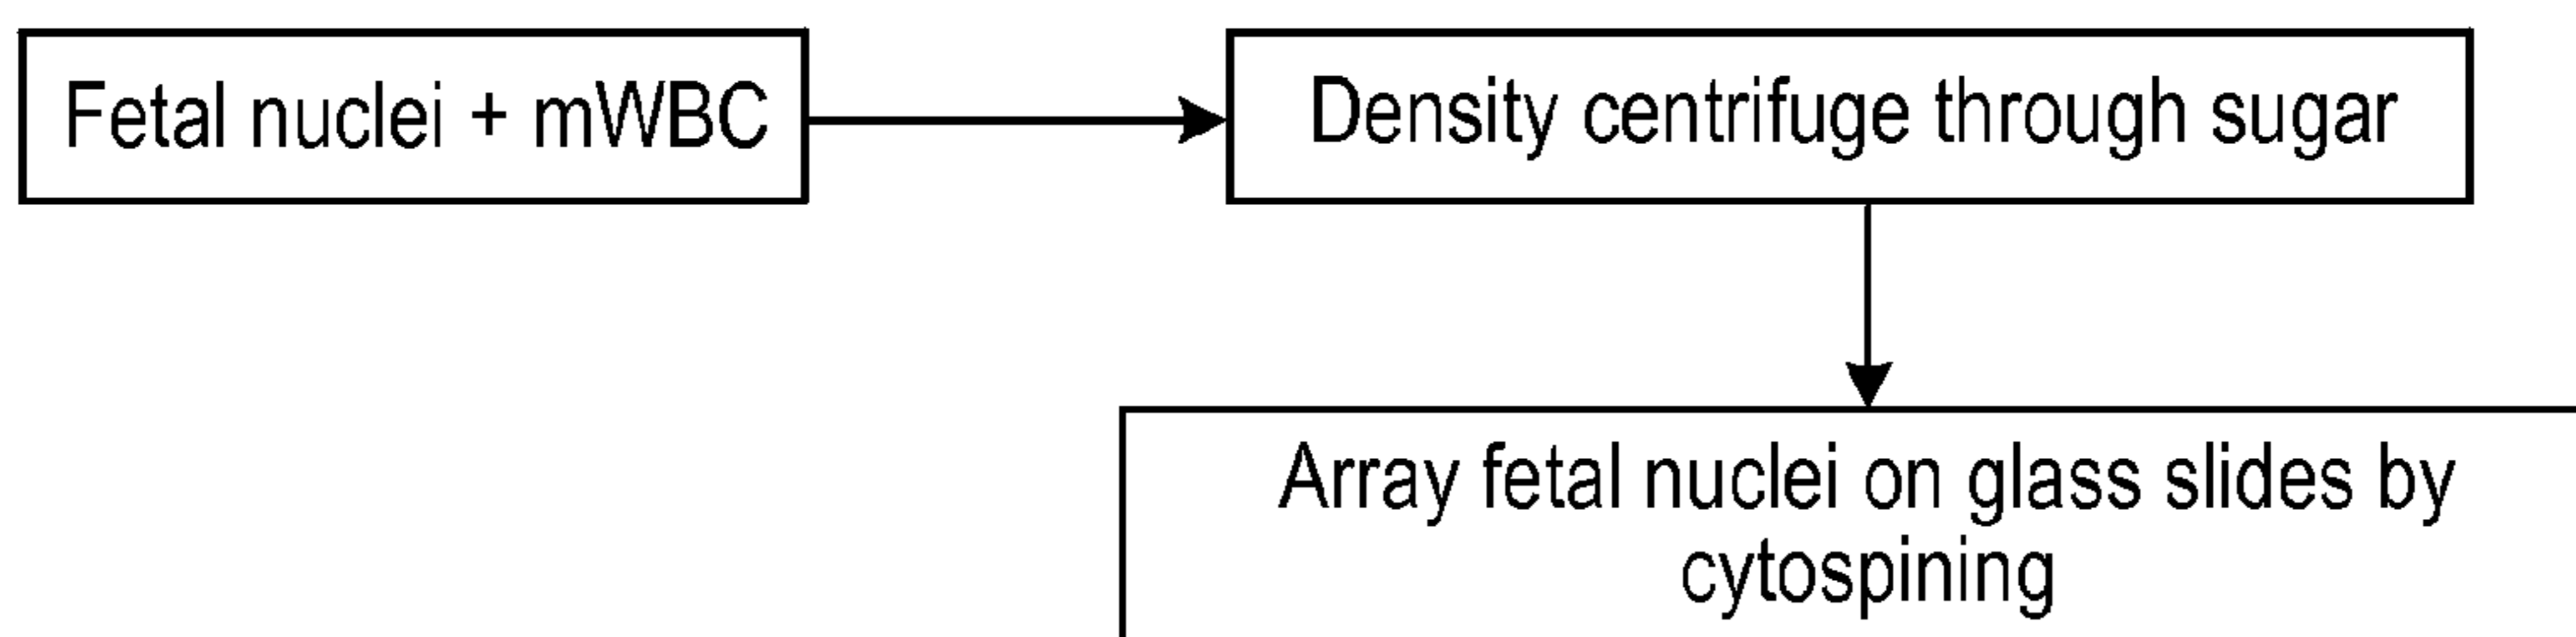 Fetal nuclei + mWBC
Density centrifuge through sugar
Array fetal nuclei on glass slides by
cytospining